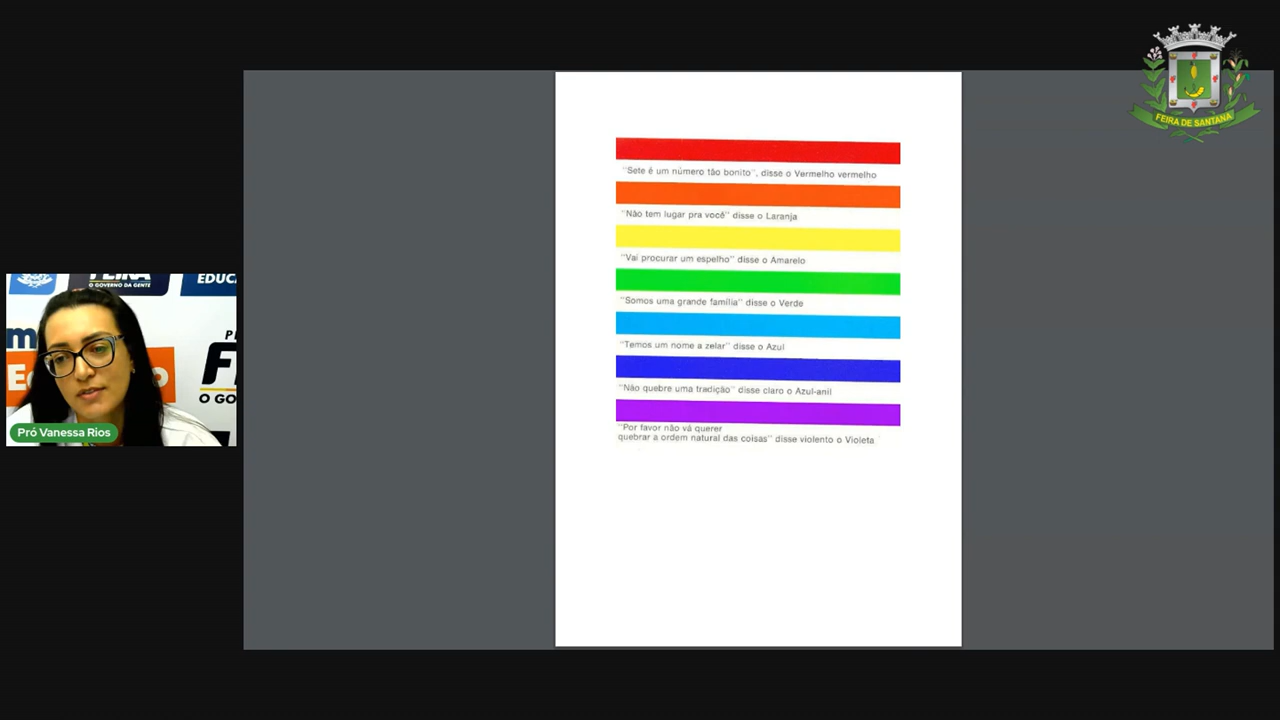 FEIRA DE SANTANA
"Sete é um número tão bonito", disse o Vermelho vermelho
"Não tem lugar pra você" disse o Laranja
"Vai procurar um espelho" disse o Amarelo
"Somos uma grande família" disse o Verde
"Temos um nome a zelar" disse o Azul
"Não quebre uma tradição" disse claro o Azul-anil
"Por favor não vá querer
quebrar a ordem natural das coisas" disse violento o Violeta
FEIRA
O GOVERNO DA GENTE
EDUCA
O GO
Pró Vanessa Rios